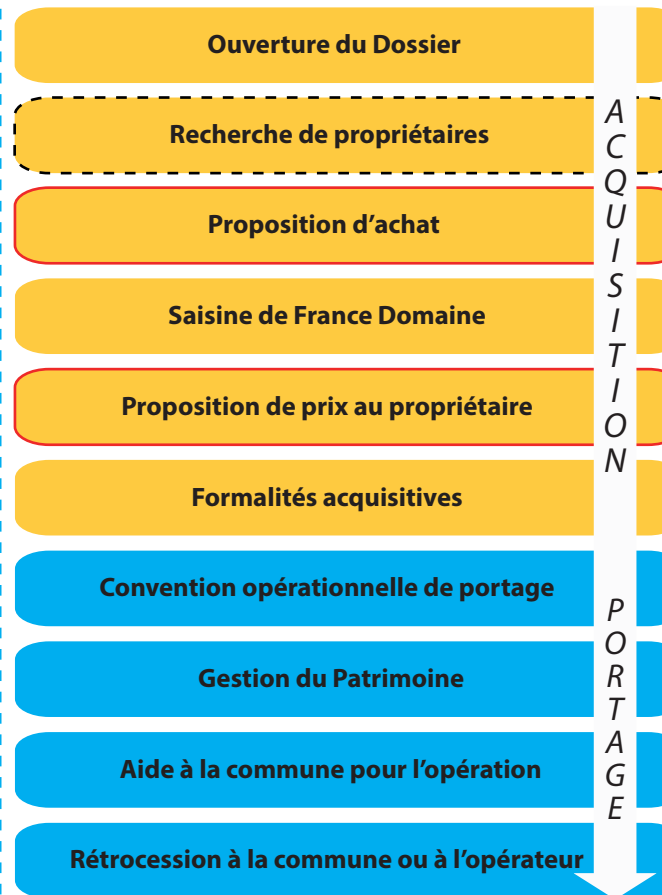 Ouverture du Dossier
Recherche de propriétaires
Proposition d’achat
Saisine de France Domaine
Proposition de prix au propriétaire
Formalités acquisitives
Convention opérationnelle de portage
Gestion du Patrimoine
Aide à la commune pour l’opération
Rétrocession à la commune ou à l’opérateur
ACQUISITION
PORTAGE